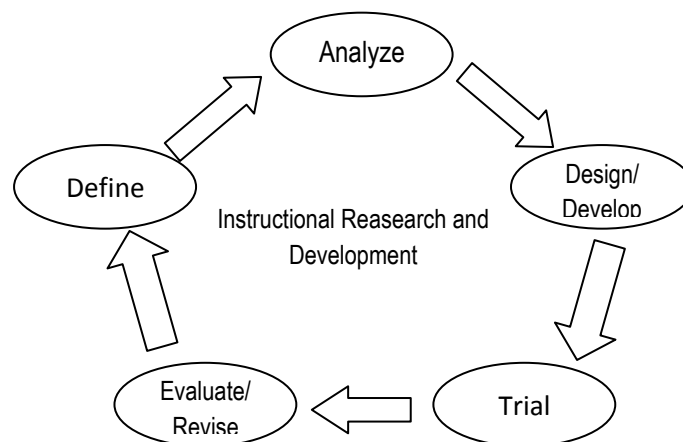 Analyze
Define
Design/
Develop
Instructional Reasearch and
Development
Evaluate/
Revise
Trial